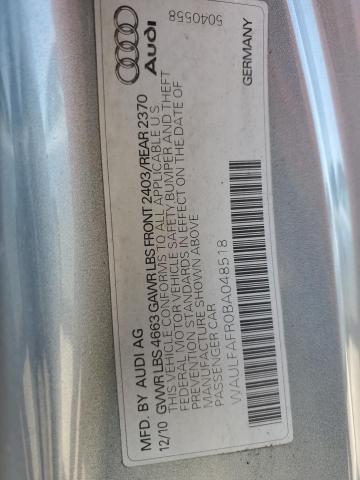 MFD. BY AUDI AG
12/10 GVWR LBS 4663 GAWR LBS FRONT 2403/REAR 2370
THIS VEHICLE CONFORMS TO ALL APPLICABLE U S
FEDERAL MOTOR VEHICLE SAFETY BUMPER AND THEFT
PREVENTION STANDARDS IN EFFECT ON THE DATE OF
MANUFACTURE SHOWN ABOVE
PASSENGER CAR
WAULFAFR0BA048518
Audi
5040558
GERMANY